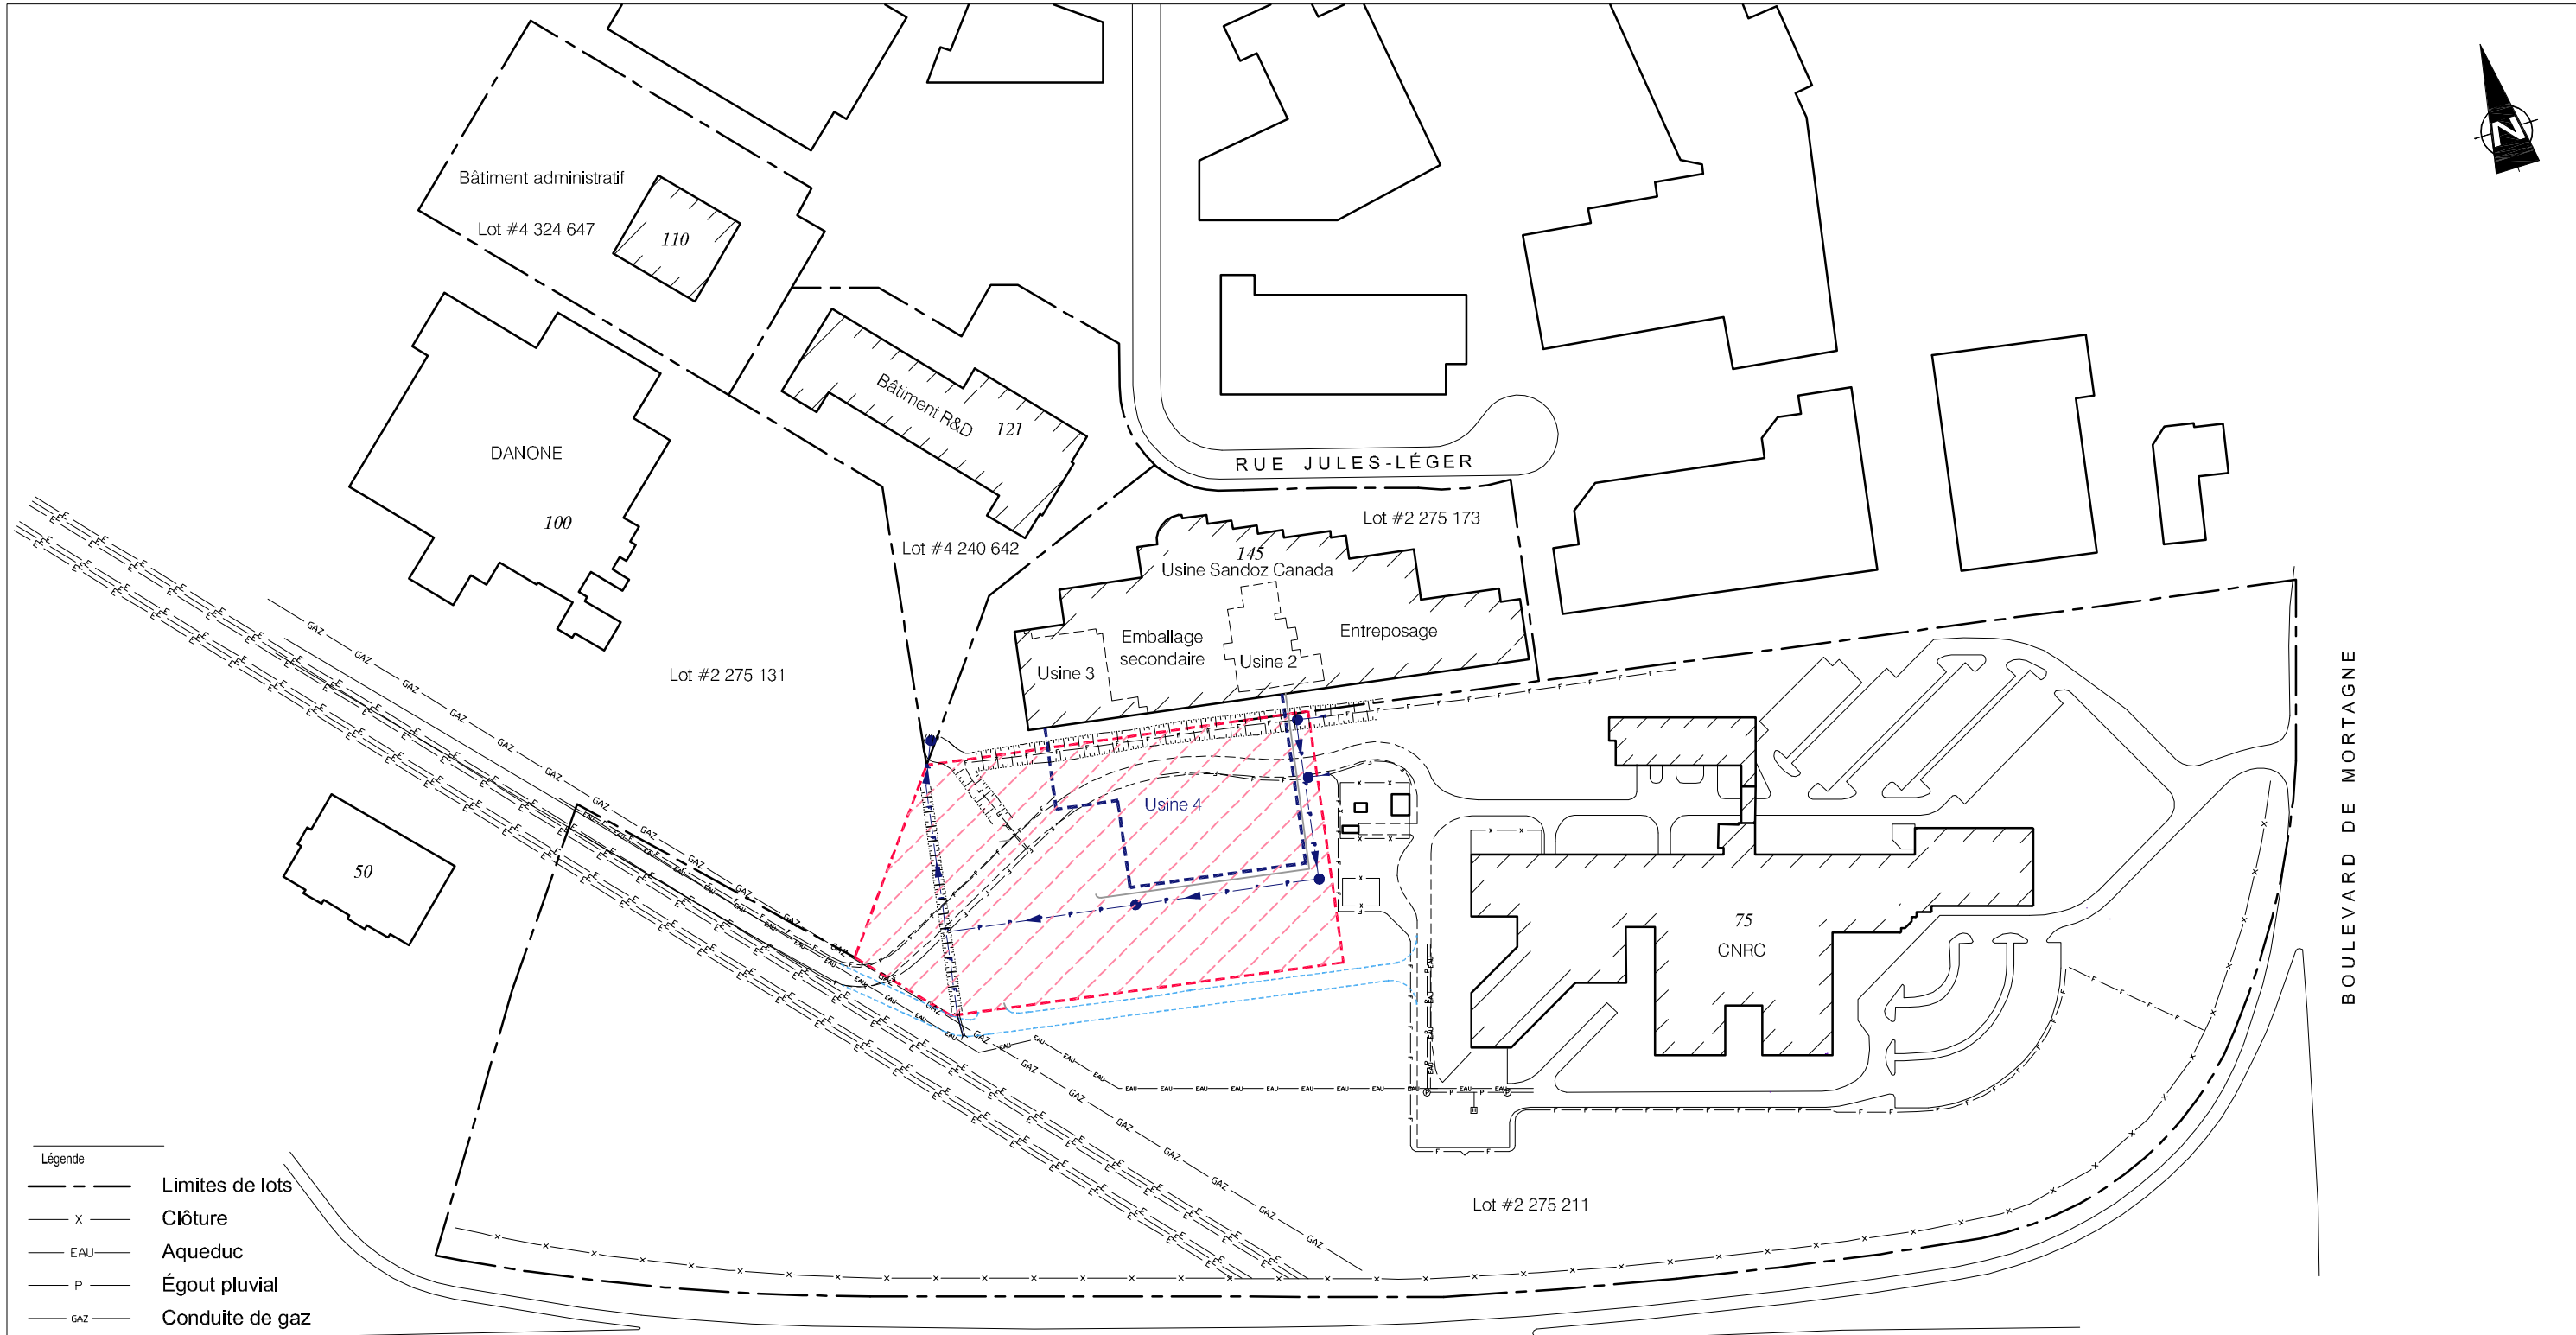 Bâtiment administratif
Lot #4 324 647
110
DANONE
100
Bâtiment R&D
121
RUE JULES-LÉGER
Lot #2 275 173
Lot #4 240 642
145
Usine Sandoz Canada
Emballage
secondaire
Entreposage
Usine 3
Usine 2
Lot #2 275 131
Usine 4
50
75
CNRC
BOULEVARD DE MORTAGNE
Lot #2 275 211
N
Légende
Limites de lots
X
Clôture
EAU
Aqueduc
P
Égout pluvial
GAZ
Conduite de gaz